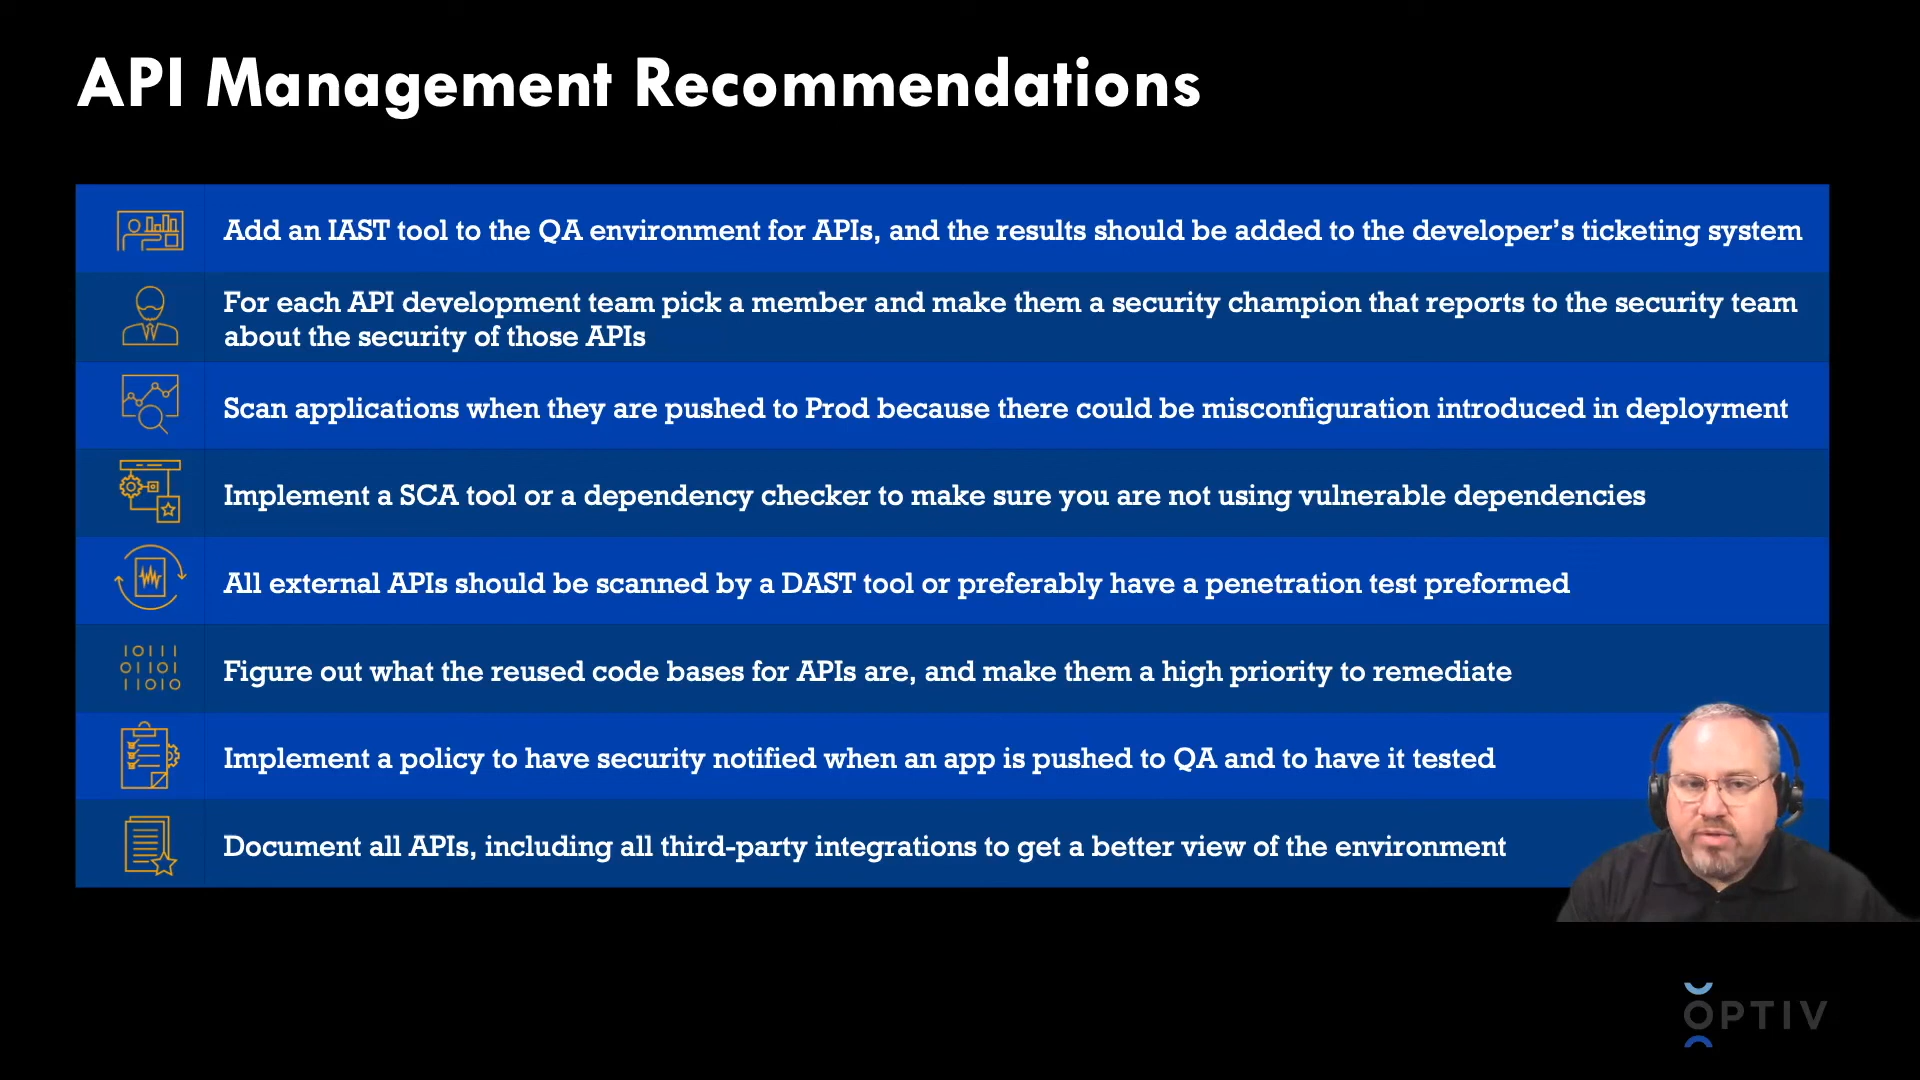 API Management Recommendations
Add an IAST tool to the QA environment for APIs, and the results should be added to the developer's ticketing system
For each API development team pick a member and make them a security champion that reports to the security team
about the security of those APIs
Scan applications when they are pushed to Prod because there could be misconfiguration introduced in deployment
Implement a SCA tool or a dependency checker to make sure you are not using vulnerable dependencies
All external APIs should be scanned by a DAST tool or preferably have a penetration test preformed
10111
01101
11010
Figure out what the reused code bases for APIs are, and make them a high priority to remediate
Implement a policy to have security notified when an app is pushed to QA and to have it tested
Document all APIs, including all third-party integrations to get a better view of the environment
OPTIV